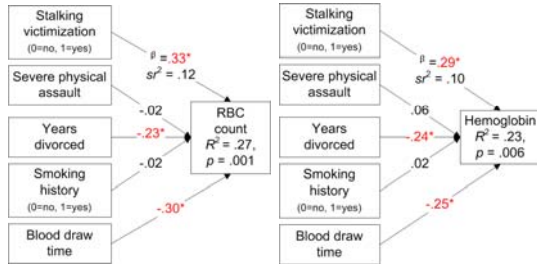 Stalking
victimization
(0=no, 1=yes)
β =.33*
sr² = .12
Severe physical
assault
-.02
RBC
count
R² = .27,
p = .001
Years
divorced
-.23*
-.02
Smoking
history
(0=no, 1=yes)
-.30*
Blood draw
time
Stalking
victimization
(0=no, 1=yes)
β =.29*
sr² = .10
Severe physical
assault
.06
Hemoglobin
R² = .23,
p = .006
Years
divorced
-.24*
.02
Smoking
history
(0=no, 1=yes)
-.25*
Blood draw
time